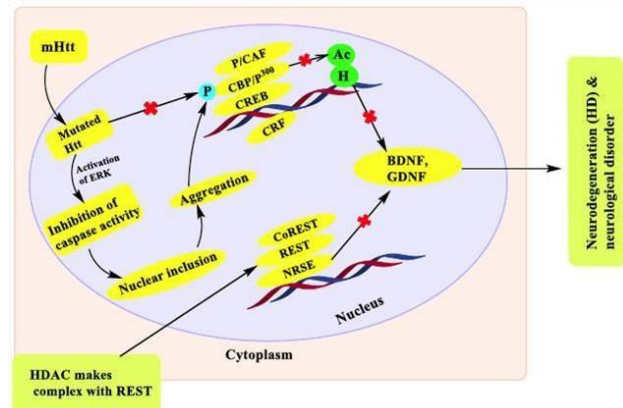 mHtt
Mutated
Htt
Activation
of ERK
Inhibition of
caspase activity
Nuclear inclusion
Aggregation
P
P/CAF
CBP/P³⁰⁰
CREB
CRF
Ac
H
BDNF,
GDNF
CoREST
REST
NRSE
Nucleus
Cytoplasm
HDAC makes
complex with REST
Neurodegeneration (HD) &
neurological disorder